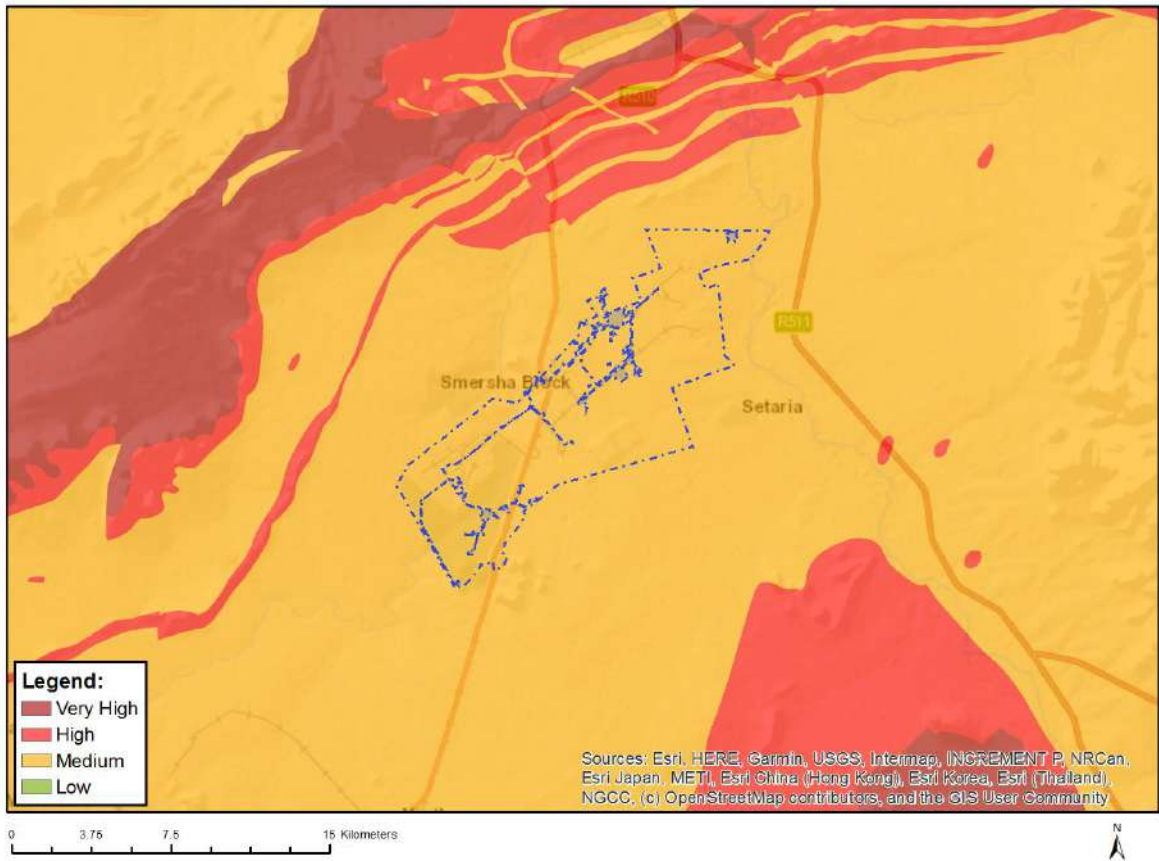 R510
Smersha Block
R511
Setaria
Legend:
Very High
High
Medium
Low
Sources: Esri, HERE, Garmin, USGS, Intermap, INCREMENT P, NRCan,
Esri Japan, METI, Esri China (Hong Kong), Esri Korea, Esri (Thailand),
NGCC, (c) OpenStreetMap contributors, and the GIS User Community
0 3.75 7.5 15 Kilometers
N